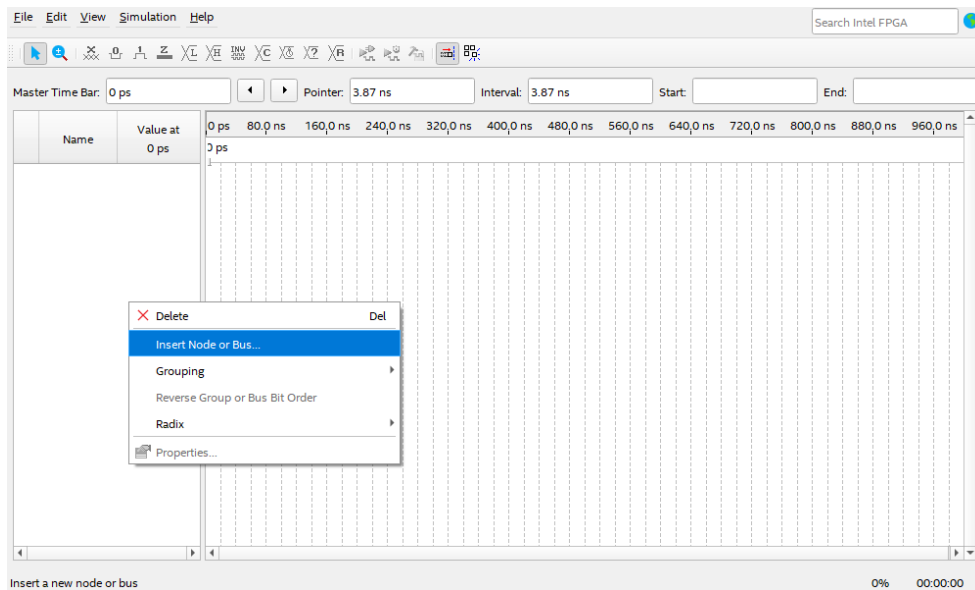 File Edit View Simulation Help
Search Intel FPGA
Master Time Bar: 0 ps Pointer: 3.87 ns Interval: 3.87 ns Start: End:
Name
Value at
0 ps
0 ps 80.0 ns 160.0 ns 240.0 ns 320.0 ns 400.0 ns 480.0 ns 560.0 ns 640.0 ns 720.0 ns 800.0 ns 880.0 ns 960.0 ns
0 ps
Delete Del
Insert Node or Bus...
Grouping
Reverse Group or Bus Bit Order
Radix
Properties...
Insert a new node or bus 0% 00:00:00